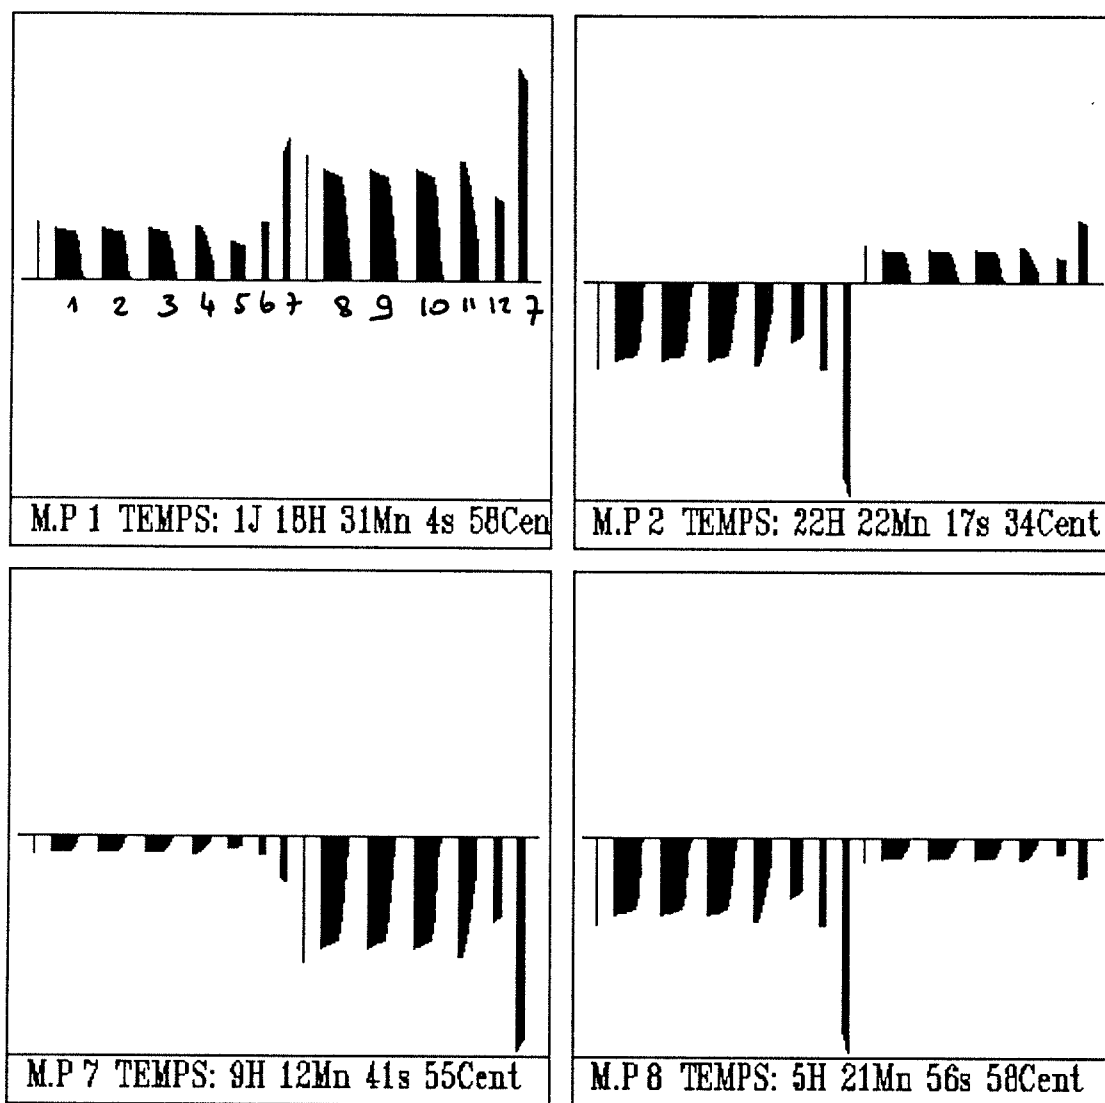 1 2 3 4 5 6 7 8 9 10 11 12 7
M.P 1 TEMPS: 1J 18H 31Mn 4s 58Cen
M.P 2 TEMPS: 22H 22Mn 17s 34Cent
M.P 7 TEMPS: 9H 12Mn 41s 55Cent
M.P 8 TEMPS: 5H 21Mn 56s 58Cent